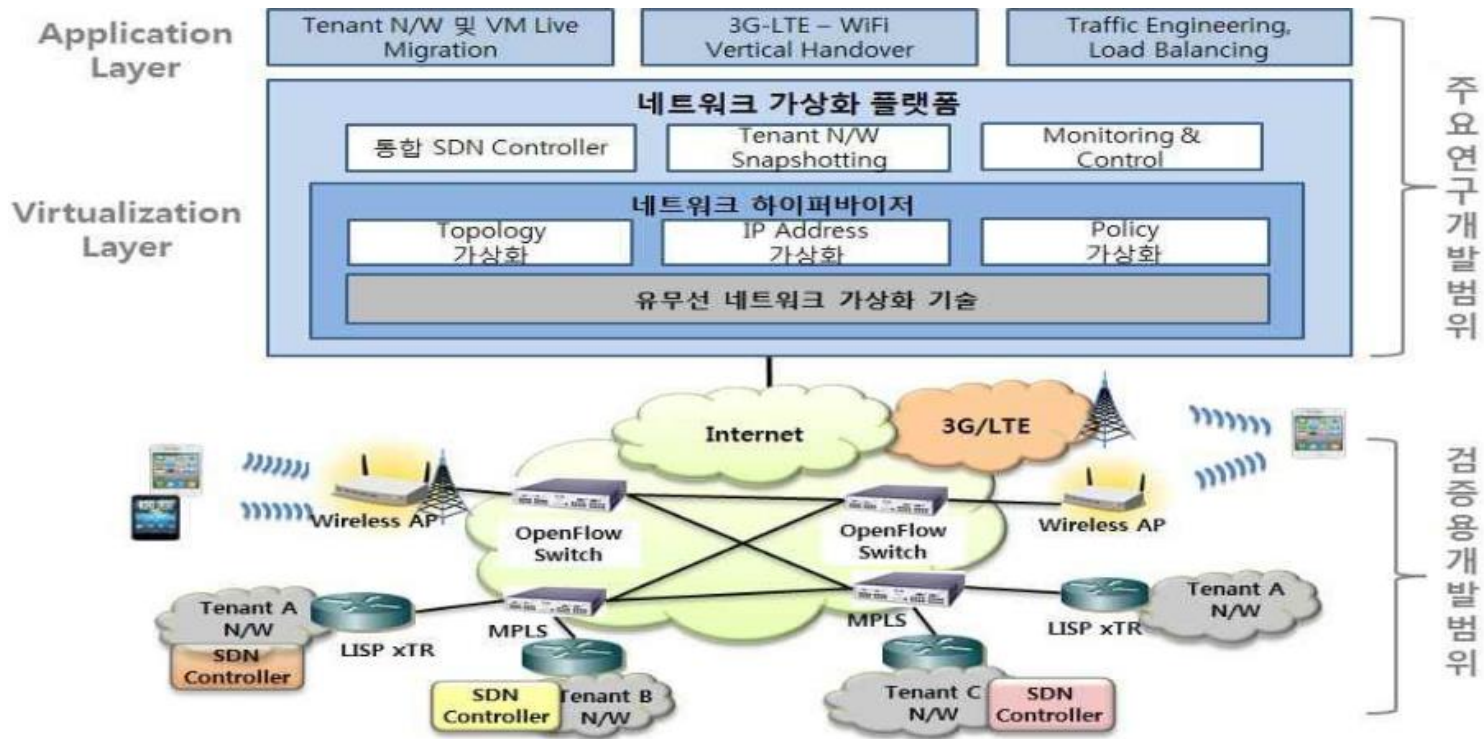 Application
Layer
Tenant N/W 및 VM Live
Migration
3G-LTE – WiFi
Vertical Handover
Traffic Engineering,
Load Balancing
네트워크 가상화 플랫폼
통합 SDN Controller
Tenant N/W
Snapshotting
Monitoring &
Control
Virtualization
Layer
네트워크 하이퍼바이저
Topology
가상화
IP Address
가상화
Policy
가상화
유무선 네트워크 가상화 기술
주요연구개발범위
Internet
3G/LTE
Wireless AP
OpenFlow
Switch
OpenFlow
Switch
Wireless AP
Tenant A
N/W
SDN
Controller
LISP xTR
MPLS
MPLS
LISP xTR
Tenant A
N/W
SDN
Controller
Tenant B
N/W
Tenant C
N/W
SDN
Controller
검증용개발범위